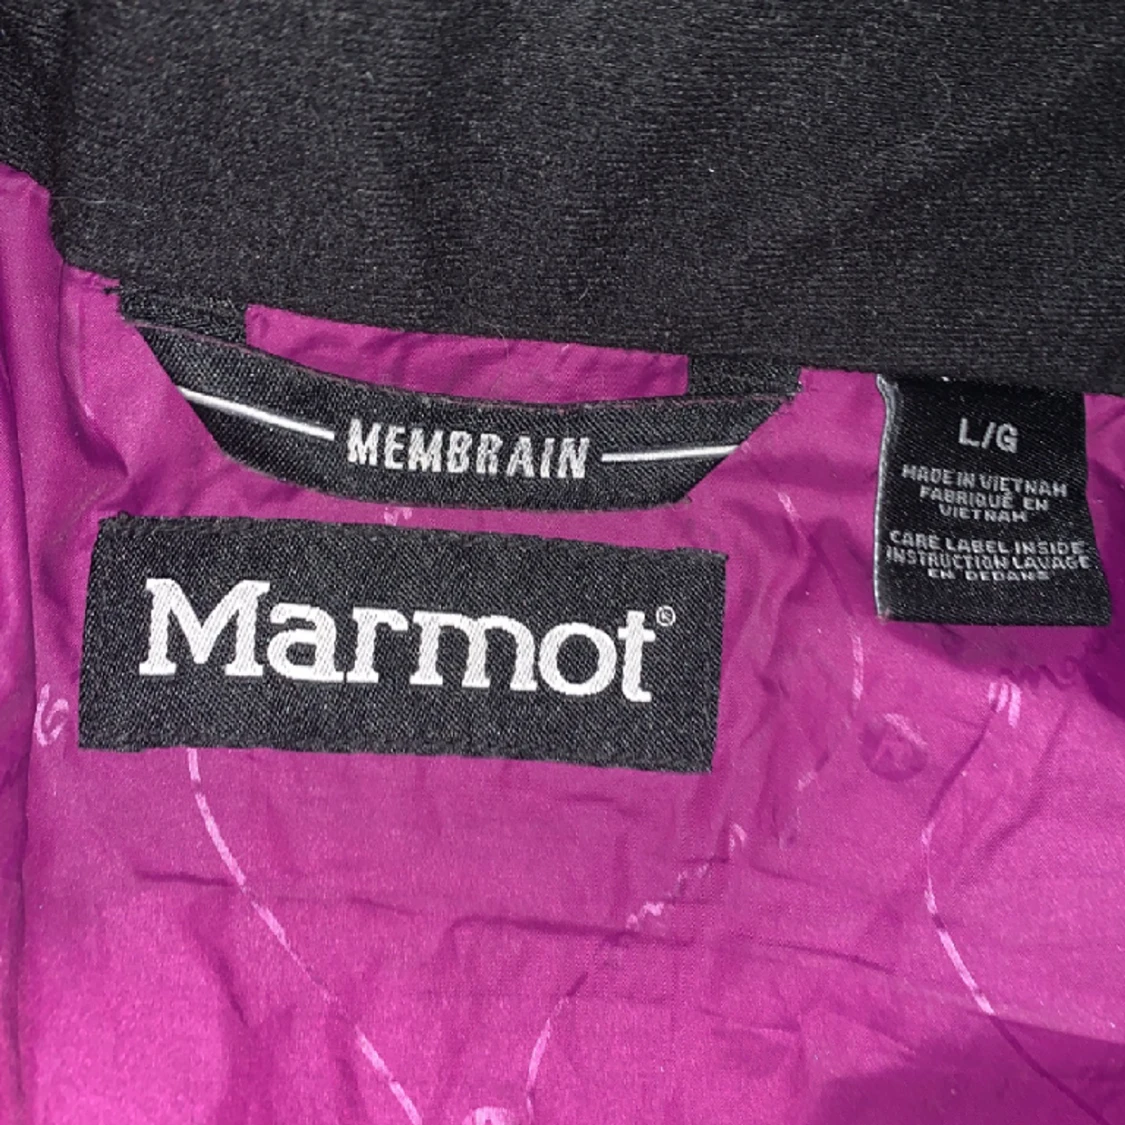 MEMBRAIN
Marmot®
L/G
MADE IN VIETNAM
FABRIQUÉ EN
VIETNAM
CARE LABEL INSIDE
INSTRUCTION LAVAGE
EN DEDANS